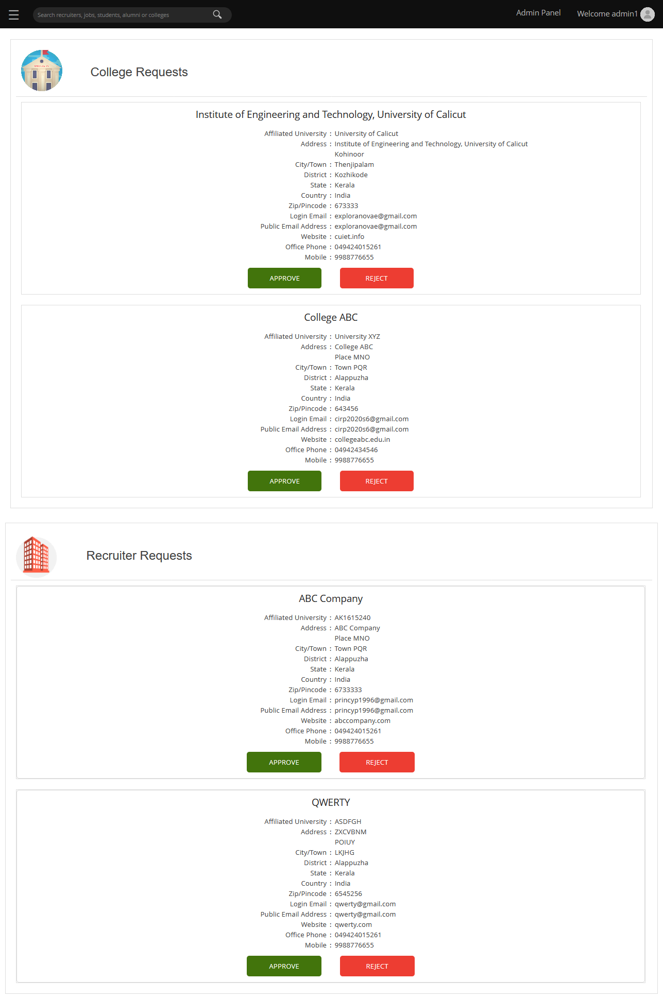 ☰ Search recruiters, jobs, students, alumni or colleges Admin Panel Welcome admin1
UNIVERSITY
College Requests
Institute of Engineering and Technology, University of Calicut
Affiliated University : University of Calicut
Address : Institute of Engineering and Technology, University of Calicut
Kohinoor
City/Town : Thenjipalam
District : Kozhikode
State : Kerala
Country : India
Zip/Pincode : 673333
Login Email : exploranovae@gmail.com
Public Email Address : exploranovae@gmail.com
Website : cuiet.info
Office Phone : 049424015261
Mobile : 9988776655
APPROVE REJECT
College ABC
Affiliated University : University XYZ
Address : College ABC
Place MNO
City/Town : Town PQR
District : Alappuzha
State : Kerala
Country : India
Zip/Pincode : 643456
Login Email : cirp2020s6@gmail.com
Public Email Address : cirp2020s6@gmail.com
Website : collegeabc.edu.in
Office Phone : 04942434546
Mobile : 9988776655
APPROVE REJECT
Recruiter Requests
ABC Company
Affiliated University : AK1615240
Address : ABC Company
Place MNO
City/Town : Town PQR
District : Alappuzha
State : Kerala
Country : India
Zip/Pincode : 6733333
Login Email : princyp1996@gmail.com
Public Email Address : princyp1996@gmail.com
Website : abccompany.com
Office Phone : 049424015261
Mobile : 9988776655
APPROVE REJECT
QWERTY
Affiliated University : ASDFGH
Address : ZXCVBNM
POIUY
City/Town : LKJHG
District : Alappuzha
State : Kerala
Country : India
Zip/Pincode : 6545256
Login Email : qwerty@gmail.com
Public Email Address : qwerty@gmail.com
Website : qwerty.com
Office Phone : 049424015261
Mobile : 9988776655
APPROVE REJECT